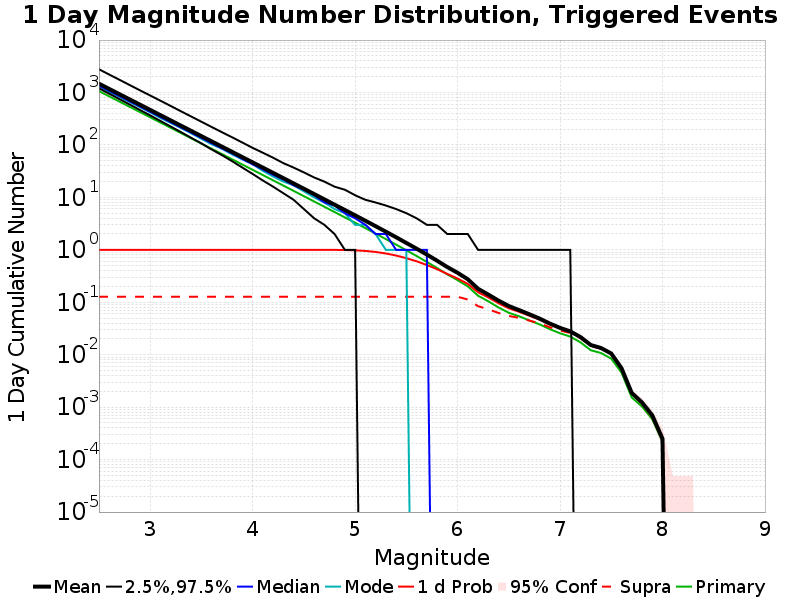 1 Day Magnitude Number Distribution, Triggered Events
1 Day Cumulative Number
10^4
10^3
10^2
10^1
10^0
10^-1
10^-2
10^-3
10^-4
10^-5
3 4 5 6 7 8 9
Magnitude
Mean 2.5%,97.5% Median Mode 1 d Prob 95% Conf Supra Primary